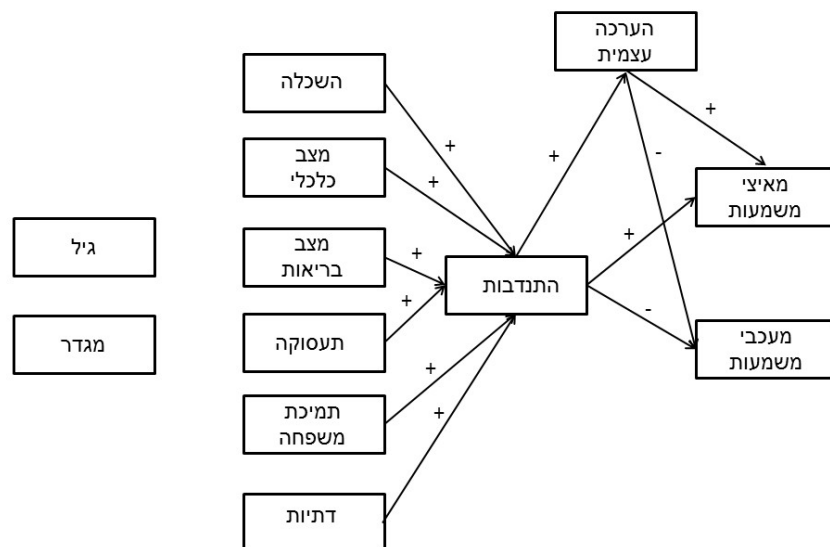 הערכה
עצמית
השכלה
+
+
מצב
כלכלי
+
+
-
מאיצי
משמעות
גיל
מצב
בריאות
+
+
התנדבות
+
-
תעסוקה
מגדר
מעכבי
משמעות
תמיכת
משפחה
+
+
דתיות